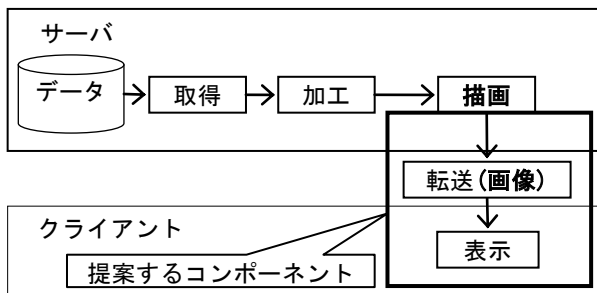 サーバ
データ
取得
加工
描画
転送(画像)
クライアント
表示
提案するコンポーネント